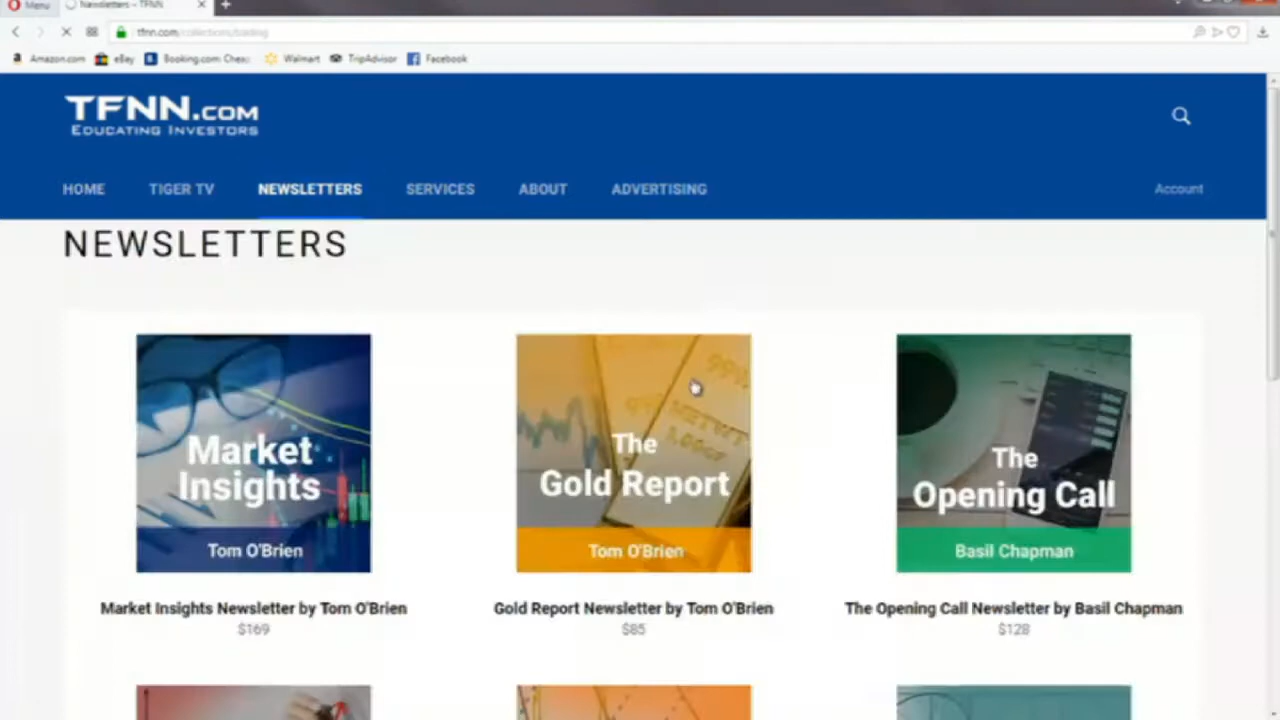 Menu
Newsletters – TFNN
tfnn.com/collections/trading
Amazon.com eBay Booking.com: Cheap Walmart TripAdvisor Facebook
TFNN.COM
EDUCATING INVESTORS
HOME TIGER TV NEWSLETTERS SERVICES ABOUT ADVERTISING Account
NEWSLETTERS
Market
Insights
Tom O'Brien
The
Gold Report
Tom O'Brien
The
Opening Call
Basil Chapman
Market Insights Newsletter by Tom O'Brien
$169
Gold Report Newsletter by Tom O'Brien
$85
The Opening Call Newsletter by Basil Chapman
$128